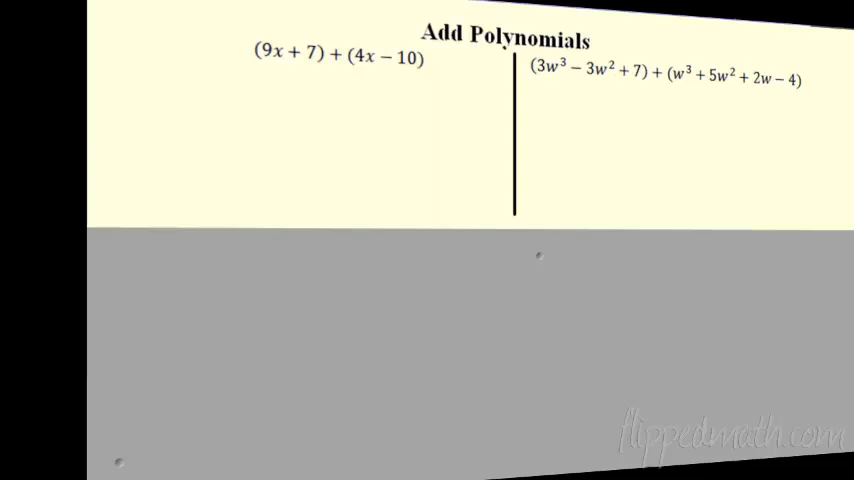 Add Polynomials
(9x + 7) + (4x − 10)
(3w³ − 3w² + 7) + (w³ + 5w² + 2w − 4)
flippedmath.com